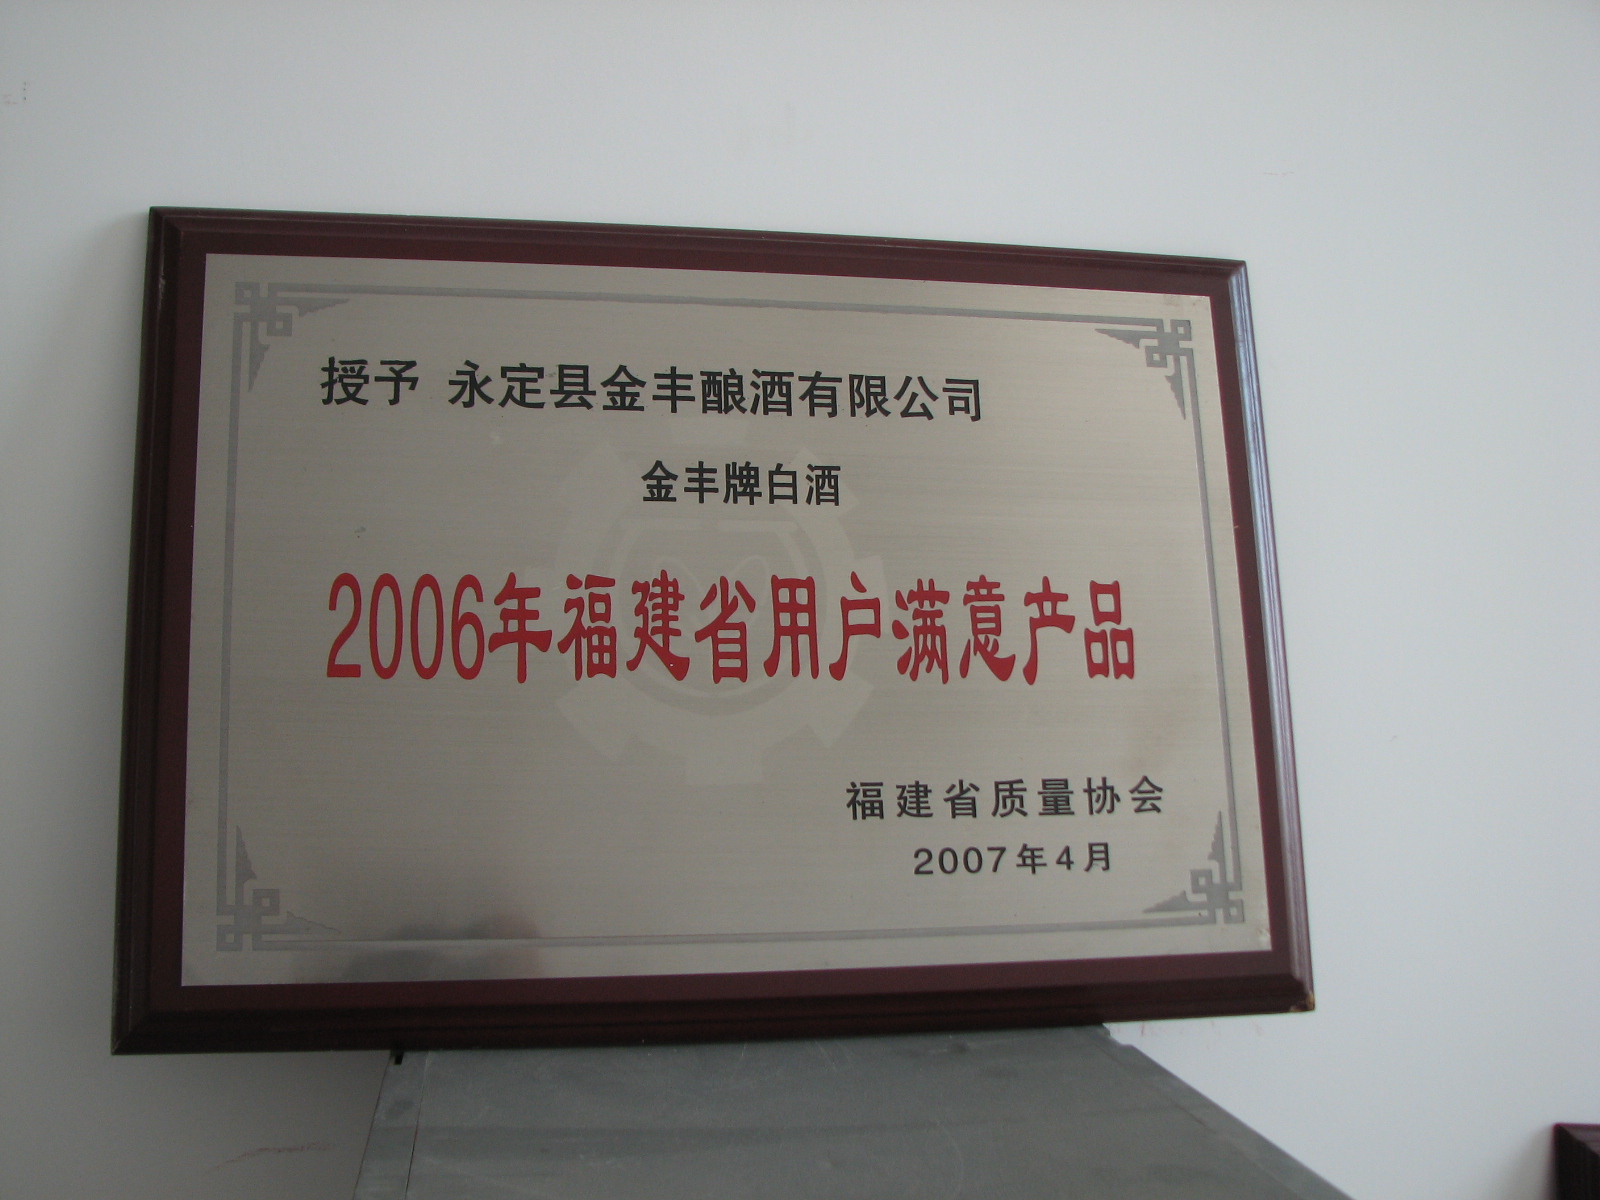 授予 永定县金丰酿酒有限公司
金丰牌白酒
2006年福建省用户满意产品
福建省质量协会
2007年4月